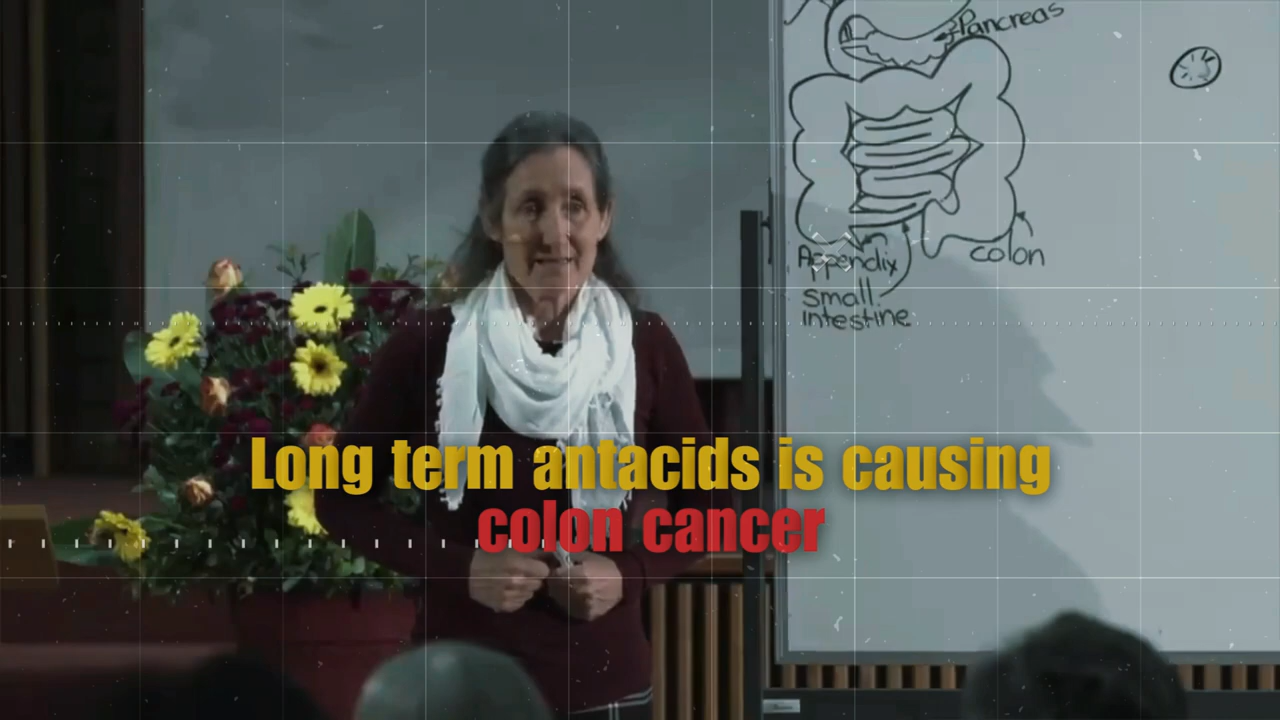 Pancreas
Appendix
colon
small
intestine
Long term antacids is causing
colon cancer